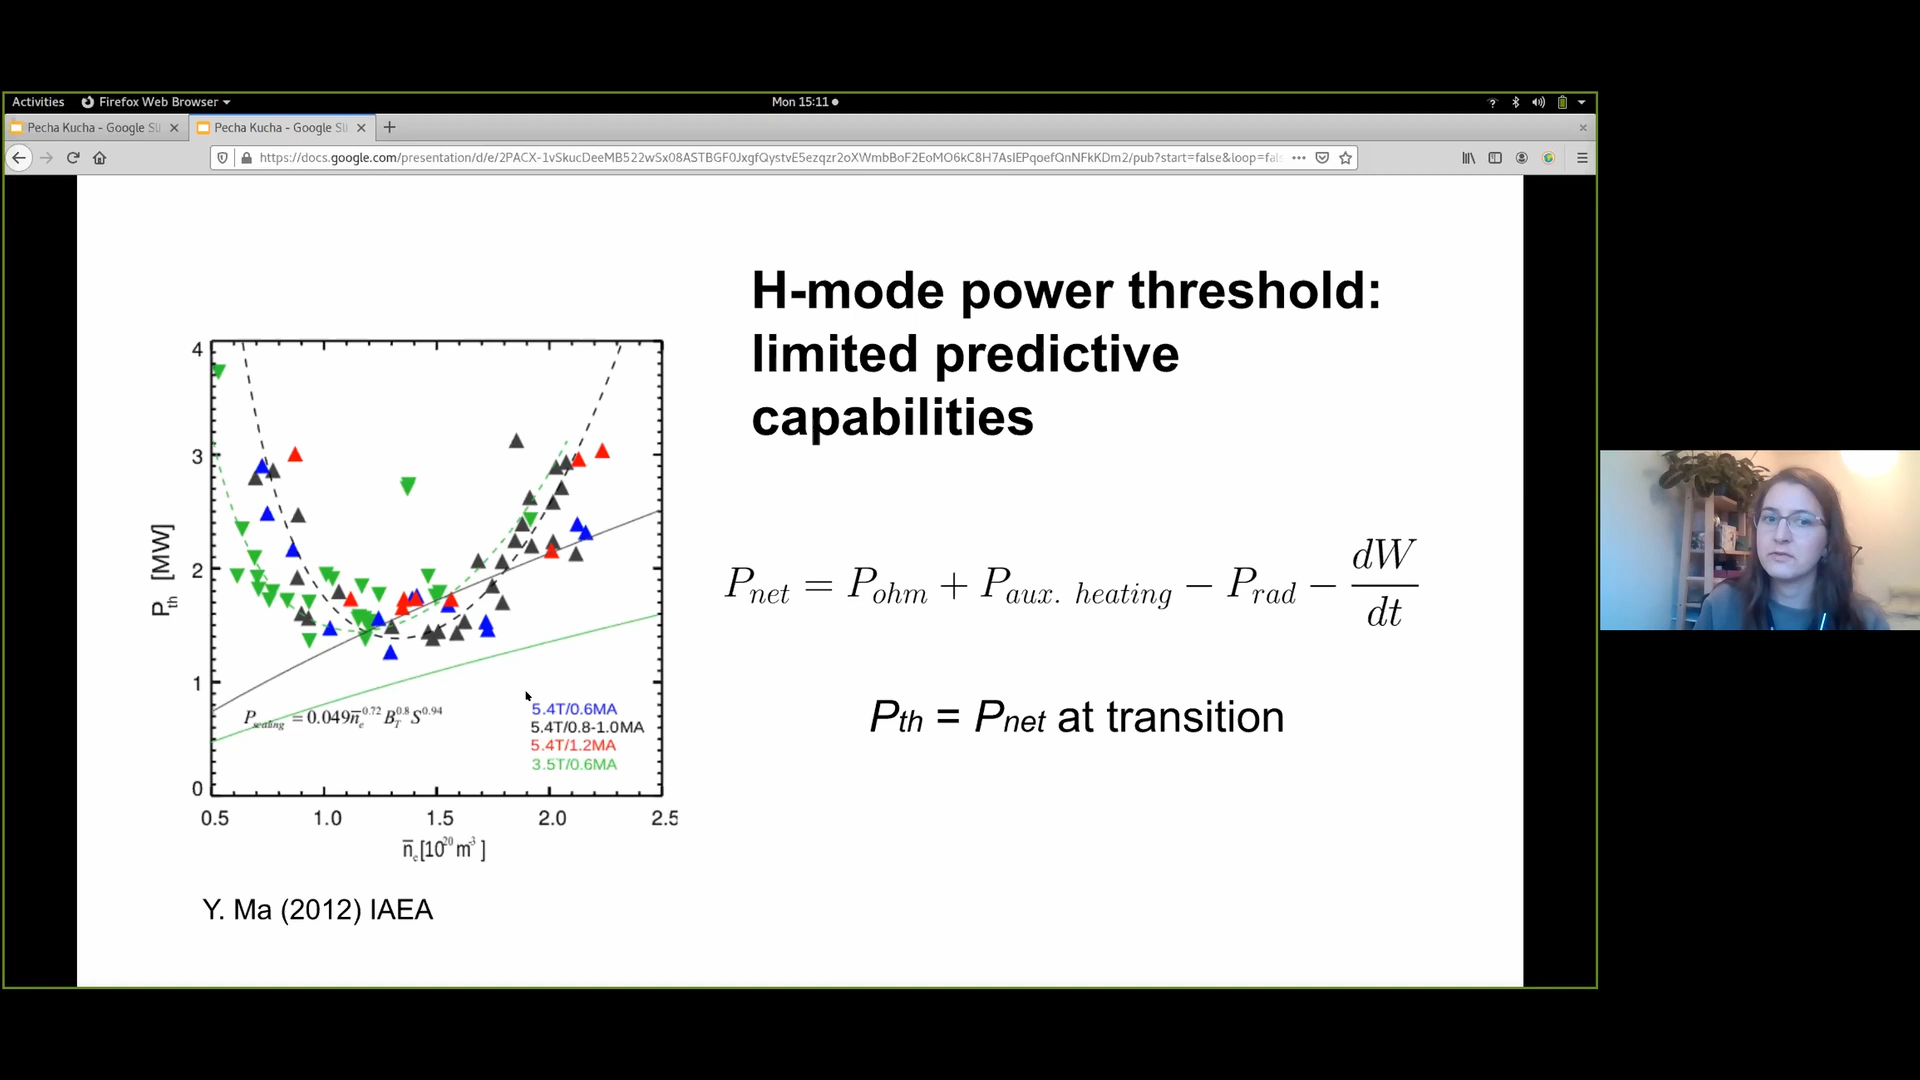 Activities Firefox Web Browser Mon 15:11
Pecha Kucha - Google Sli Pecha Kucha - Google Sli
https://docs.google.com/presentation/d/e/2PACX-1vSkucDeeMB522wSx08ASTBGF0JxgfQystvE5ezqzr2oXWmbBoF2EoMO6kC8H7AsIEPqoefQnNFkKDm2/pub?start=false&loop=fal
H-mode power threshold:
limited predictive
capabilities
4
3
2
1
0
P_th [MW]
P_scaling = 0.049 n̄_e^0.72 B_T^0.8 S^0.94
5.4T/0.6MA
5.4T/0.8-1.0MA
5.4T/1.2MA
3.5T/0.6MA
0.5 1.0 1.5 2.0 2.5
n̄_e [10^20 m^-3]
Y. Ma (2012) IAEA
P_net = P_ohm + P_aux. heating − P_rad − dW/dt
Pth = Pnet at transition